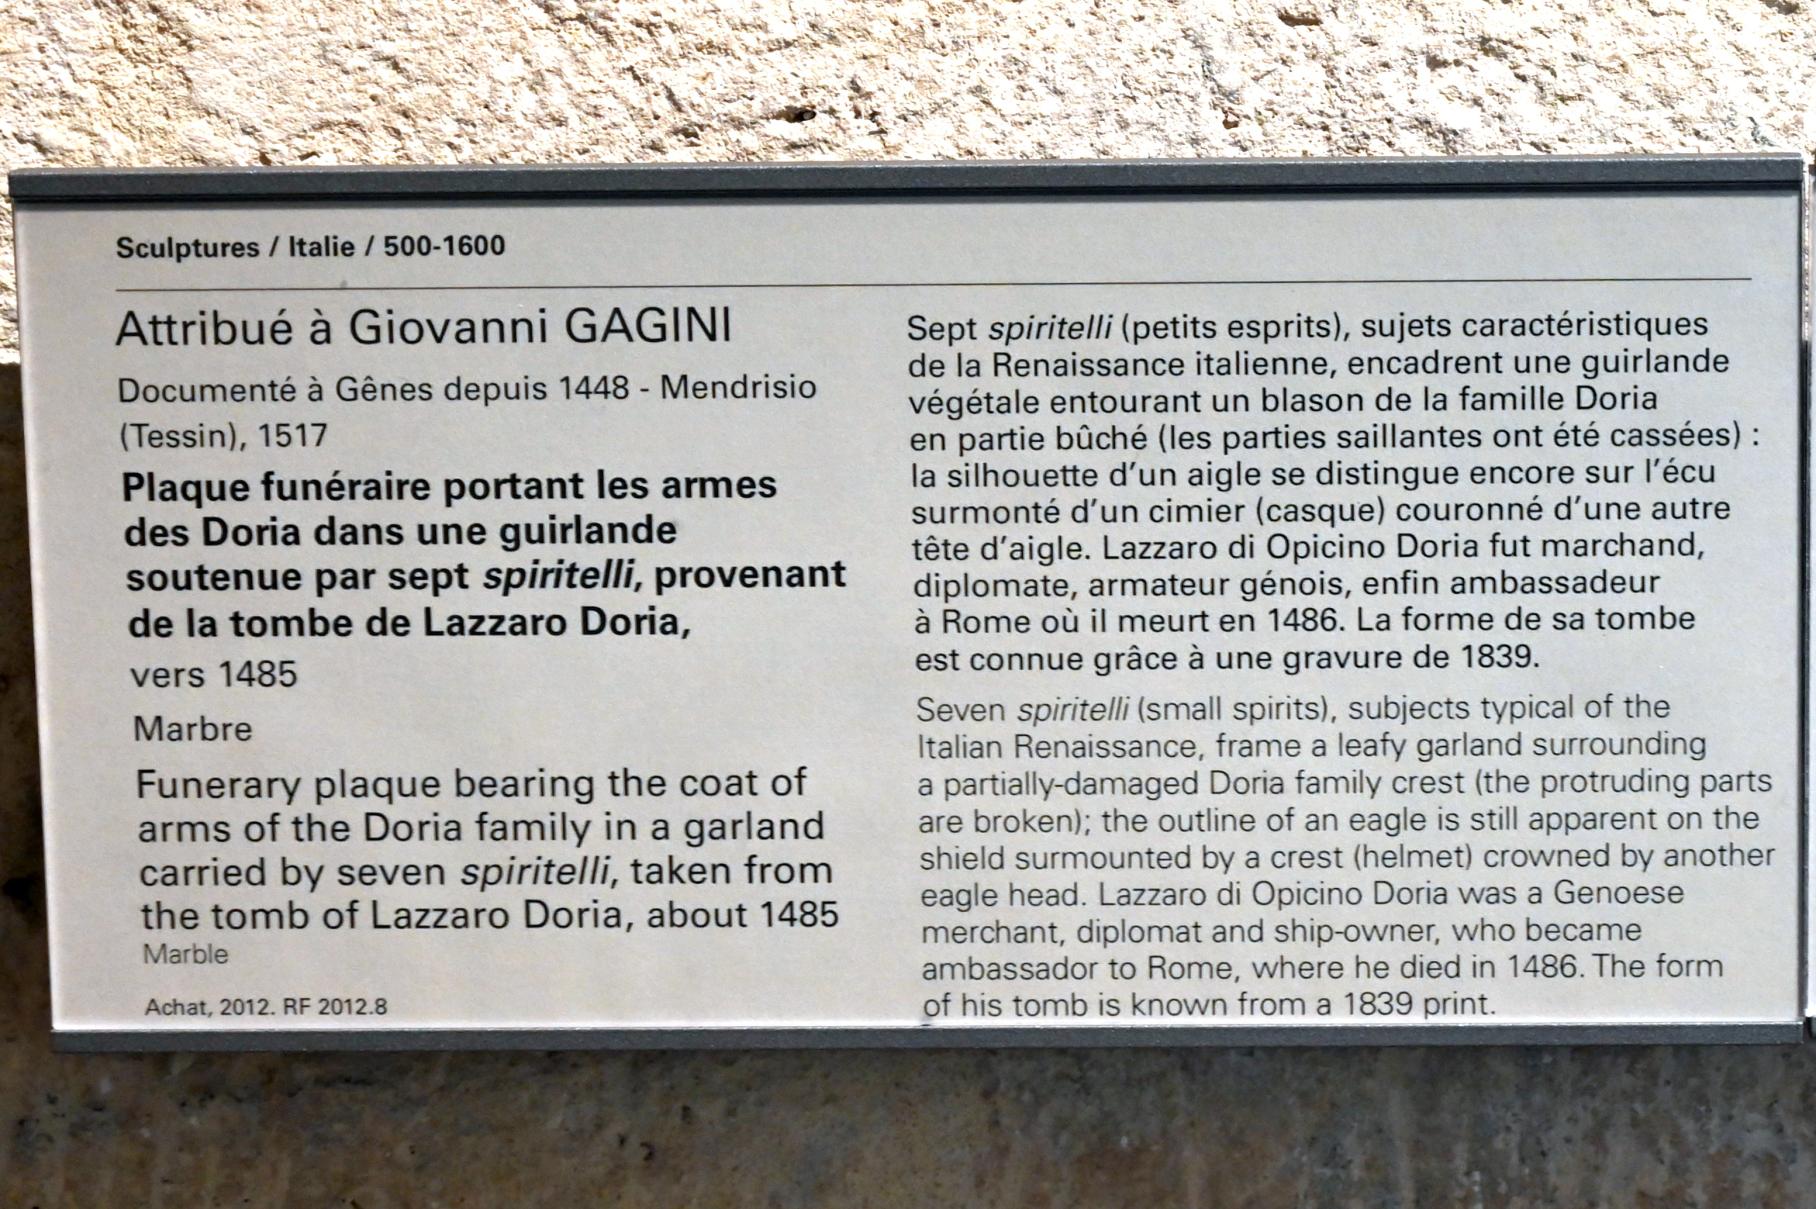 Sculptures / Italie / 500-1600
Attribué à Giovanni GAGINI
Documenté à Gênes depuis 1448 - Mendrisio
(Tessin), 1517
Plaque funéraire portant les armes
des Doria dans une guirlande
soutenue par sept spiritelli, provenant
de la tombe de Lazzaro Doria,
vers 1485
Marbre
Funerary plaque bearing the coat of
arms of the Doria family in a garland
carried by seven spiritelli, taken from
the tomb of Lazzaro Doria, about 1485
Marble
Achat, 2012. RF 2012.8
Sept spiritelli (petits esprits), sujets caractéristiques
de la Renaissance italienne, encadrent une guirlande
végétale entourant un blason de la famille Doria
en partie bûché (les parties saillantes ont été cassées) :
la silhouette d'un aigle se distingue encore sur l'écu
surmonté d'un cimier (casque) couronné d'une autre
tête d'aigle. Lazzaro di Opicino Doria fut marchand,
diplomate, armateur génois, enfin ambassadeur
à Rome où il meurt en 1486. La forme de sa tombe
est connue grâce à une gravure de 1839.
Seven spiritelli (small spirits), subjects typical of the
Italian Renaissance, frame a leafy garland surrounding
a partially-damaged Doria family crest (the protruding parts
are broken); the outline of an eagle is still apparent on the
shield surmounted by a crest (helmet) crowned by another
eagle head. Lazzaro di Opicino Doria was a Genoese
merchant, diplomat and ship-owner, who became
ambassador to Rome, where he died in 1486. The form
of his tomb is known from a 1839 print.